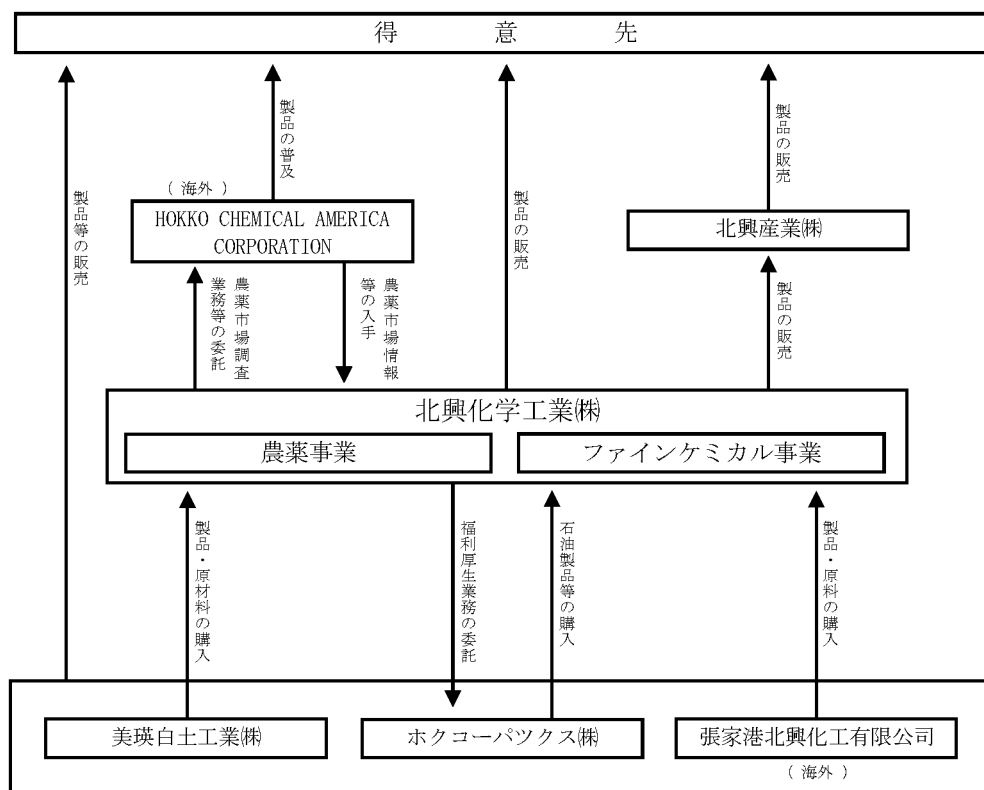 得意先
製品等の販売
製品の普及
製品の販売
製品の販売
（海外）
HOKKO CHEMICAL AMERICA
CORPORATION
北興産業㈱
農薬市場調査
業務等の委託
農薬市場情報
等の入手
製品の販売
北興化学工業㈱
農薬事業
ファインケミカル事業
製品・原材料の購入
福利厚生業務の委託
石油製品等の購入
製品・原料の購入
美瑛白土工業㈱
ホクコーパツクス㈱
張家港北興化工有限公司
（海外）